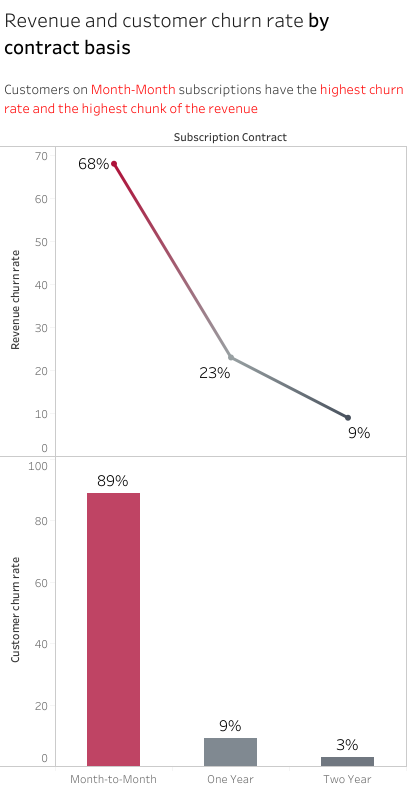 Revenue and customer churn rate by
contract basis
Customers on Month-Month subscriptions have the highest churn
rate and the highest chunk of the revenue
Subscription Contract
70
68%
60
50
40
30
20
10
0
Revenue churn rate
23%
9%
100
89%
80
60
40
20
0
Customer churn rate
9%
3%
Month-to-Month
One Year
Two Year